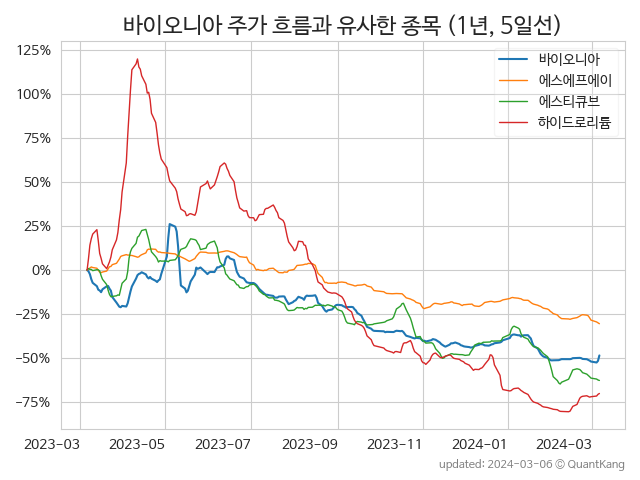 바이오니아 주가 흐름과 유사한 종목 (1년, 5일선)
125%
100%
75%
50%
25%
0%
−25%
−50%
−75%
바이오니아
에스에프에이
에스티큐브
하이드로리튬
2023-03
2023-05
2023-07
2023-09
2023-11
2024-01
2024-03
updated: 2024-03-06 © QuantKang